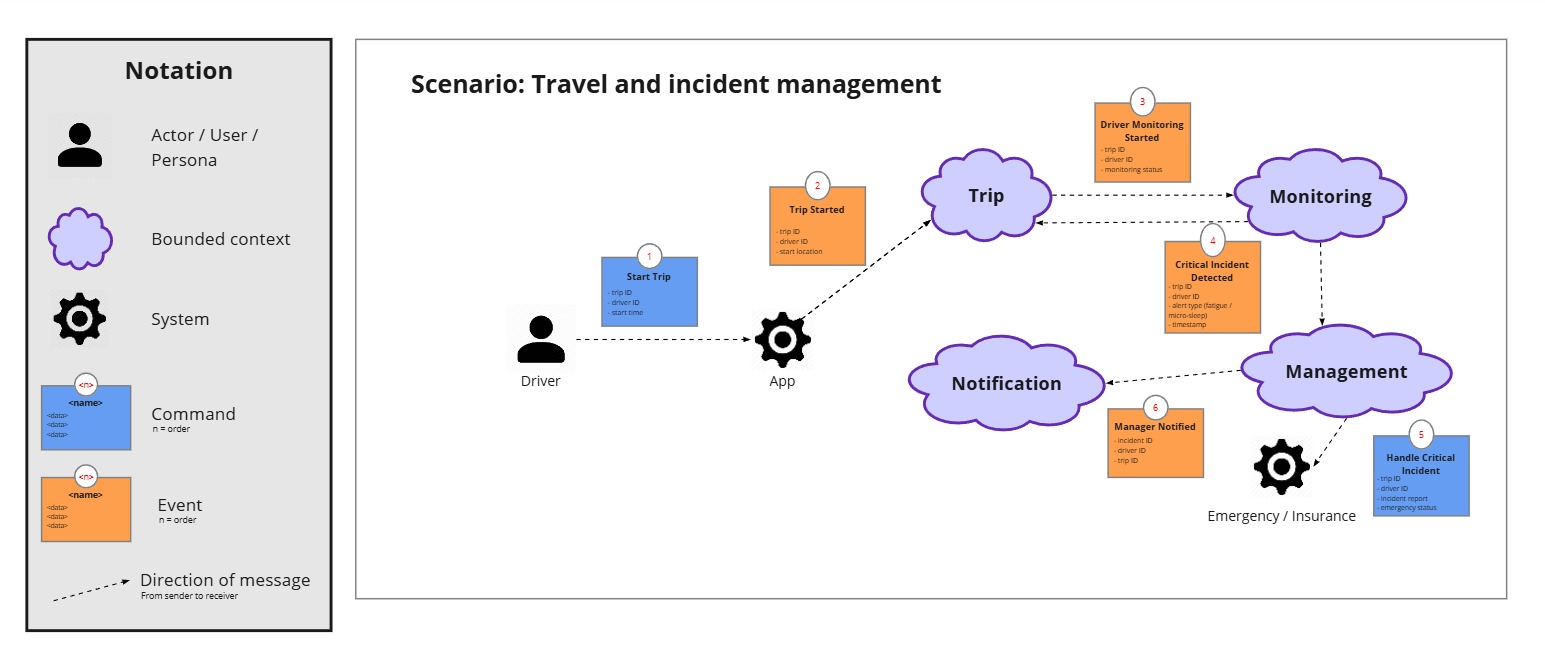 Notation
Actor / User /
Persona
Bounded context
System
<n>
<name>
<data>
<data>
<data>
Command
n = order
<n>
<name>
<data>
<data>
<data>
Event
n = order
Direction of message
From sender to receiver
Scenario: Travel and incident management
Driver
1
Start Trip
- trip ID
- driver ID
- start time
App
2
Trip Started
- trip ID
- driver ID
- start location
Trip
3
Driver Monitoring
Started
- trip ID
- driver ID
- monitoring status
Monitoring
4
Critical Incident
Detected
- trip ID
- driver ID
- alert type (fatigue /
micro-sleep)
- timestamp
Management
5
Handle Critical
Incident
- trip ID
- driver ID
- incident report
- emergency status
Emergency / Insurance
6
Manager Notified
- incident ID
- driver ID
- trip ID
Notification